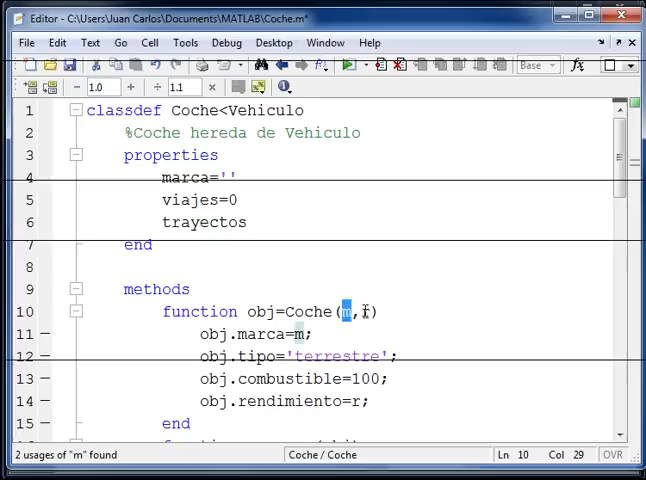 Editor - C:\Users\Juan Carlos\Documents\MATLAB\Coche.m*
File Edit Text Go Cell Tools Debug Desktop Window Help
Base fx
1.0 1.1
1 classdef Coche<Vehiculo
2 %Coche hereda de Vehiculo
3 properties
4 marca=''
5 viajes=0
6 trayectos
7 end
8
9 methods
10 function obj=Coche(m,r)
11 obj.marca=m;
12 obj.tipo='terrestre';
13 obj.combustible=100;
14 obj.rendimiento=r;
15 end
2 usages of "m" found Coche / Coche Ln 10 Col 29 OVR